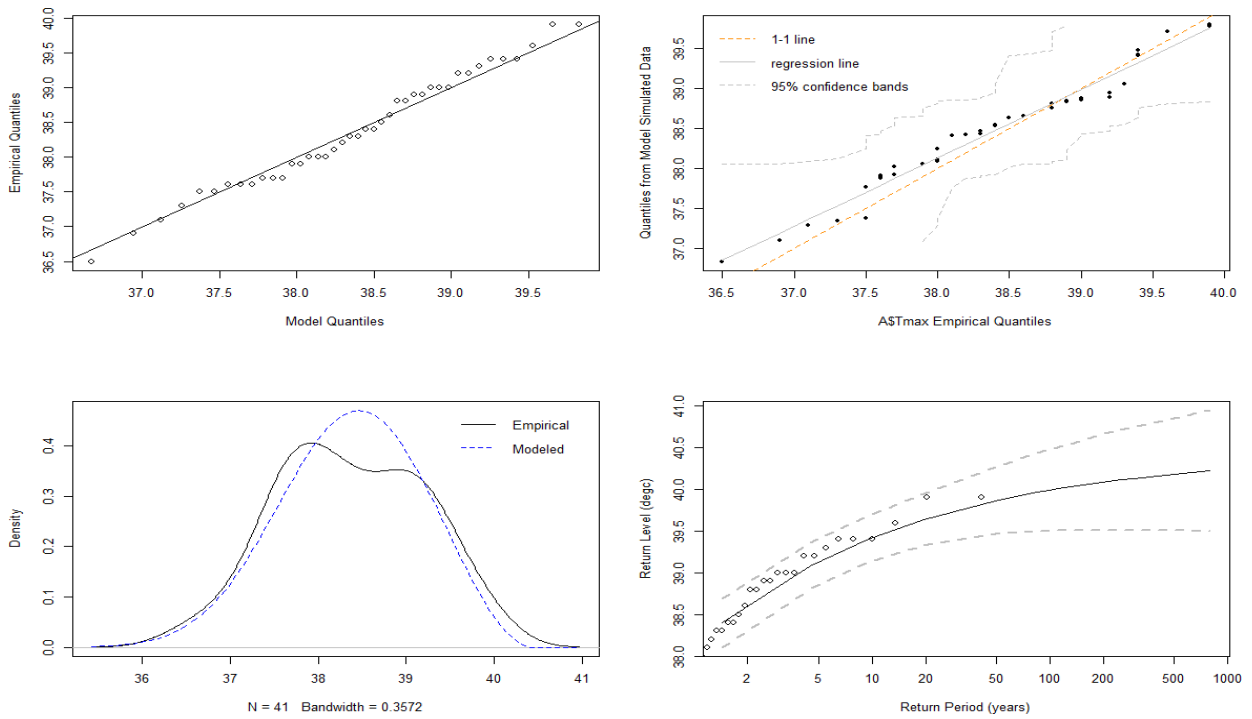 Empirical Quantiles
40.0
39.5
39.0
38.5
38.0
37.5
37.0
36.5
37.0 37.5 38.0 38.5 39.0 39.5
Model Quantiles
Quantiles from Model Simulated Data
39.5
39.0
38.5
38.0
37.5
37.0
1-1 line
regression line
95% confidence bands
36.5 37.0 37.5 38.0 38.5 39.0 39.5 40.0
A$Tmax Empirical Quantiles
Density
0.4
0.3
0.2
0.1
0.0
Empirical
Modeled
36 37 38 39 40 41
N = 41 Bandwidth = 0.3572
Return Level (degc)
41.0
40.5
40.0
39.5
39.0
38.5
38.0
2 5 10 20 50 100 200 500 1000
Return Period (years)